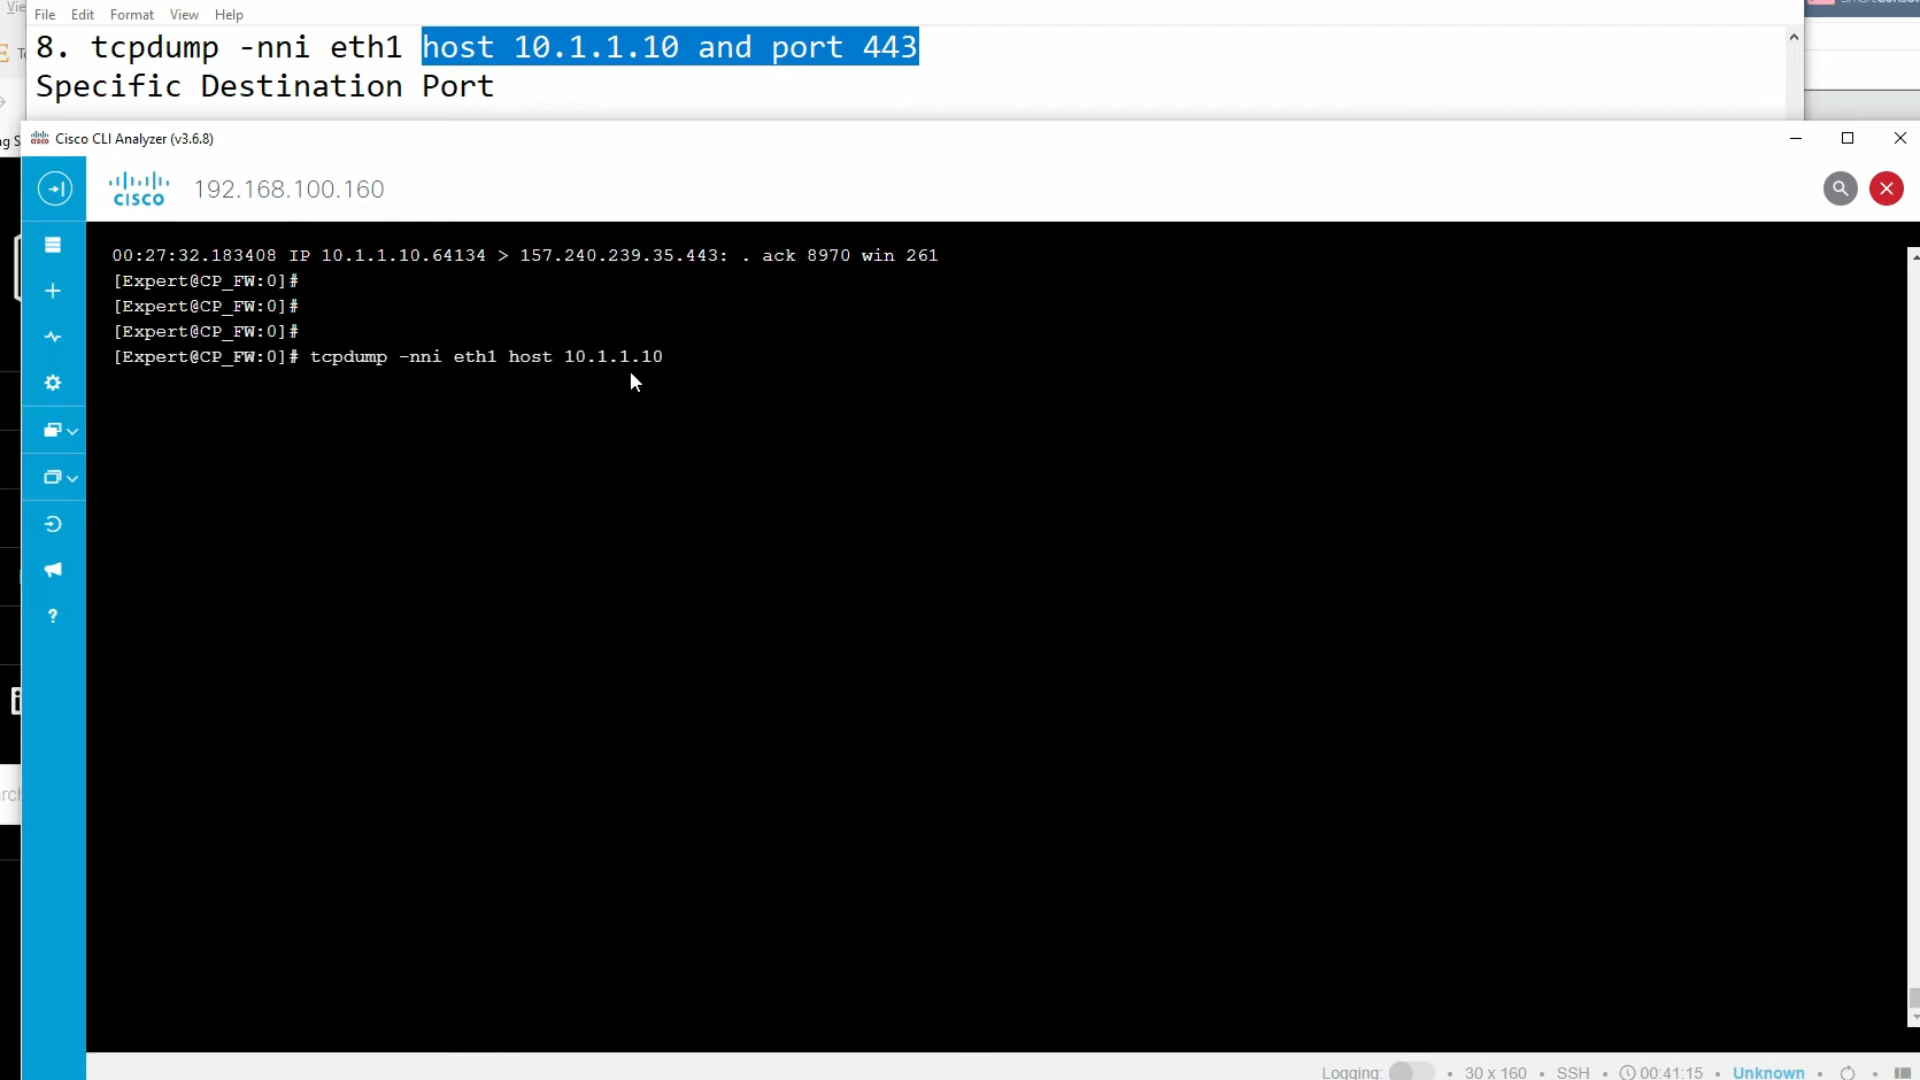 File Edit Format View Help
8. tcpdump -nni eth1 host 10.1.1.10 and port 443
Specific Destination Port
Cisco CLI Analyzer (v3.6.8)
CISCO 192.168.100.160
00:27:32.183408 IP 10.1.1.10.64134 > 157.240.239.35.443: . ack 8970 win 261
[Expert@CP_FW:0]#
[Expert@CP_FW:0]#
[Expert@CP_FW:0]#
[Expert@CP_FW:0]# tcpdump -nni eth1 host 10.1.1.10
Logging: • 30 x 160 • SSH • 00:41:15 • Unknown •